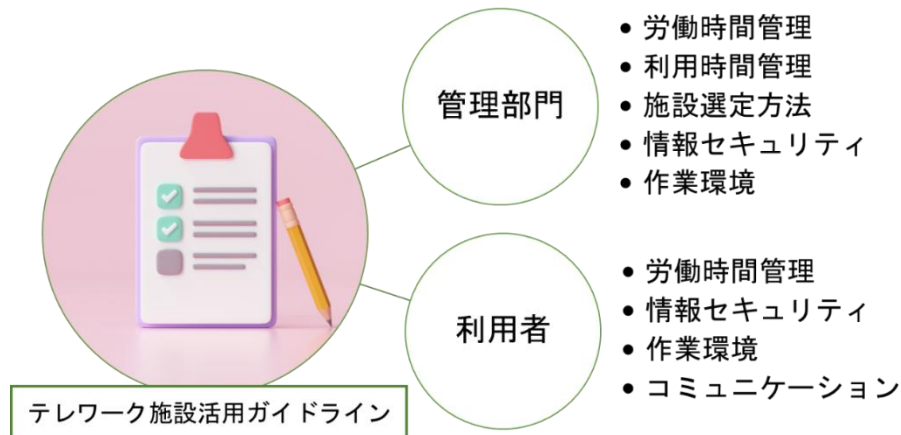 管理部門
• 労働時間管理
• 利用時間管理
• 施設選定方法
• 情報セキュリティ
• 作業環境
利用者
• 労働時間管理
• 情報セキュリティ
• 作業環境
• コミュニケーション
テレワーク施設活用ガイドライン